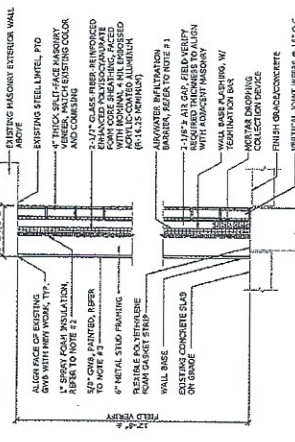 EXISTING MASONRY EXTERIOR WALL
ABOVE
EXISTING STEEL LINTEL, PTD
4" THICK SPLIT-FACE MASONRY
VENEER, MATCH EXISTING COLOR
AND COURSING
2-1/2" GLASS-FIBER-REINFORCED
ENHANCED POLYISOCYANURATE
FOAM CORE SHEATHING, FACED
WITH NOMINAL 4 MIL EMBOSSED
ACRYLIC-COATED ALUMINUM
(R-16.25 MINIMUM)
AIR/WATER INFILTRATION
BARRIER, REFER TO NOTE #1
AIR GAP, FIELD VERIFY
REQUIRED THICKNESS TO ALIGN
WITH ADJACENT MASONRY
WALL BASE FLASHING, W/
TERMINATION BAR
MORTAR DROPPING
COLLECTION DEVICE
FINISH GRADE/CONCRETE
ALIGN FACE OF EXISTING
GWB WITH NEW WORK, TYP.
1" SPRAY FOAM INSULATION,
REFER TO NOTE #2
5/8" GWB, PAINTED, REFER
TO NOTE #3
6" METAL STUD FRAMING
FLEXIBLE POLYETHYLENE
FOAM GASKET STRIP
WALL BASE
EXISTING CONCRETE SLAB
ON GRADE
FIELD VERIFY